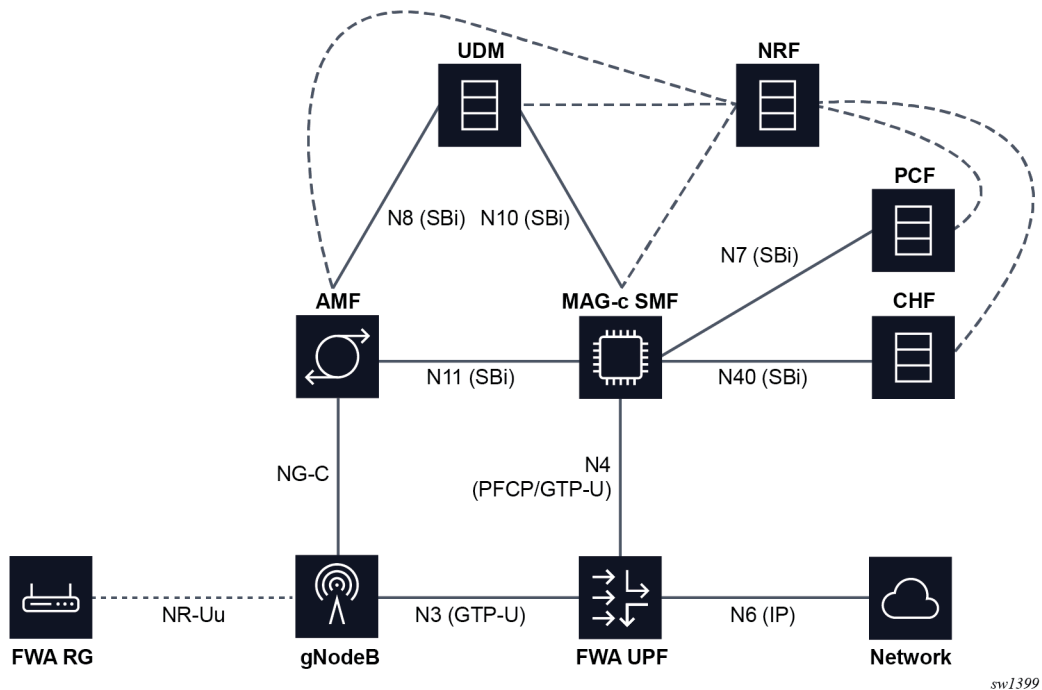 UDM
NRF
PCF
N8 (SBi)
N10 (SBi)
N7 (SBi)
AMF
MAG-c SMF
CHF
N11 (SBi)
N40 (SBi)
NG-C
N4
(PFCP/GTP-U)
NR-Uu
N3 (GTP-U)
N6 (IP)
FWA RG
gNodeB
FWA UPF
Network
sw1399